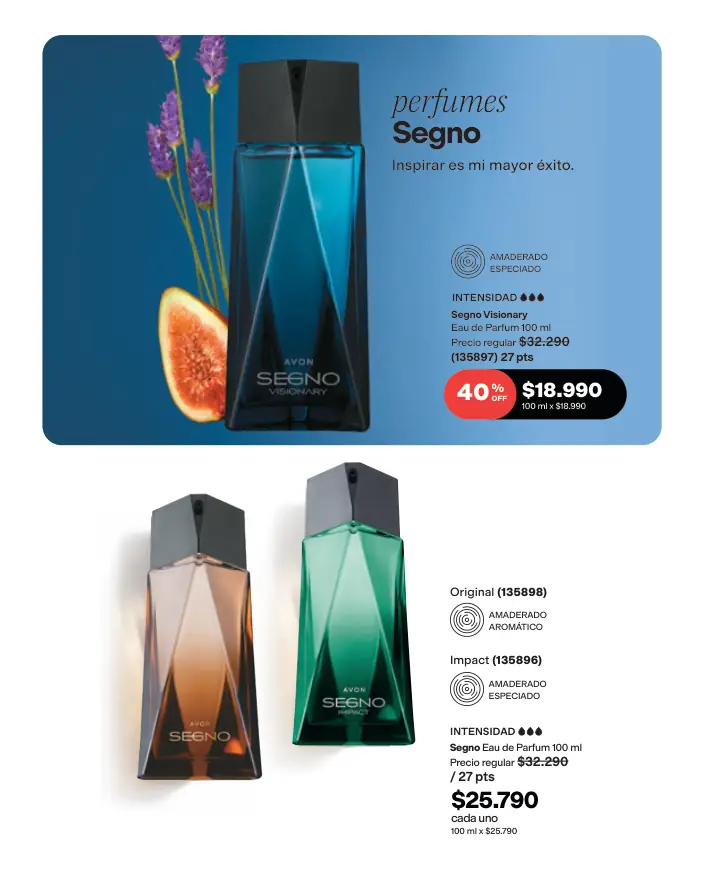 perfumes
Segno
Inspirar es mi mayor éxito.
AMADERADO
ESPECIADO
INTENSIDAD
Segno Visionary
Eau de Parfum 100 ml
Precio regular $32.290
(135897) 27 pts
40% OFF $18.990
100 ml x $18.990
AVON
SEGNO
VISIONARY
Original (135898)
AMADERADO
AROMÁTICO
Impact (135896)
AMADERADO
ESPECIADO
INTENSIDAD
Segno Eau de Parfum 100 ml
Precio regular $32.290
/ 27 pts
$25.790
cada uno
100 ml x $25.790
AVON
SEGNO
IMPACT
AVON
SEGNO